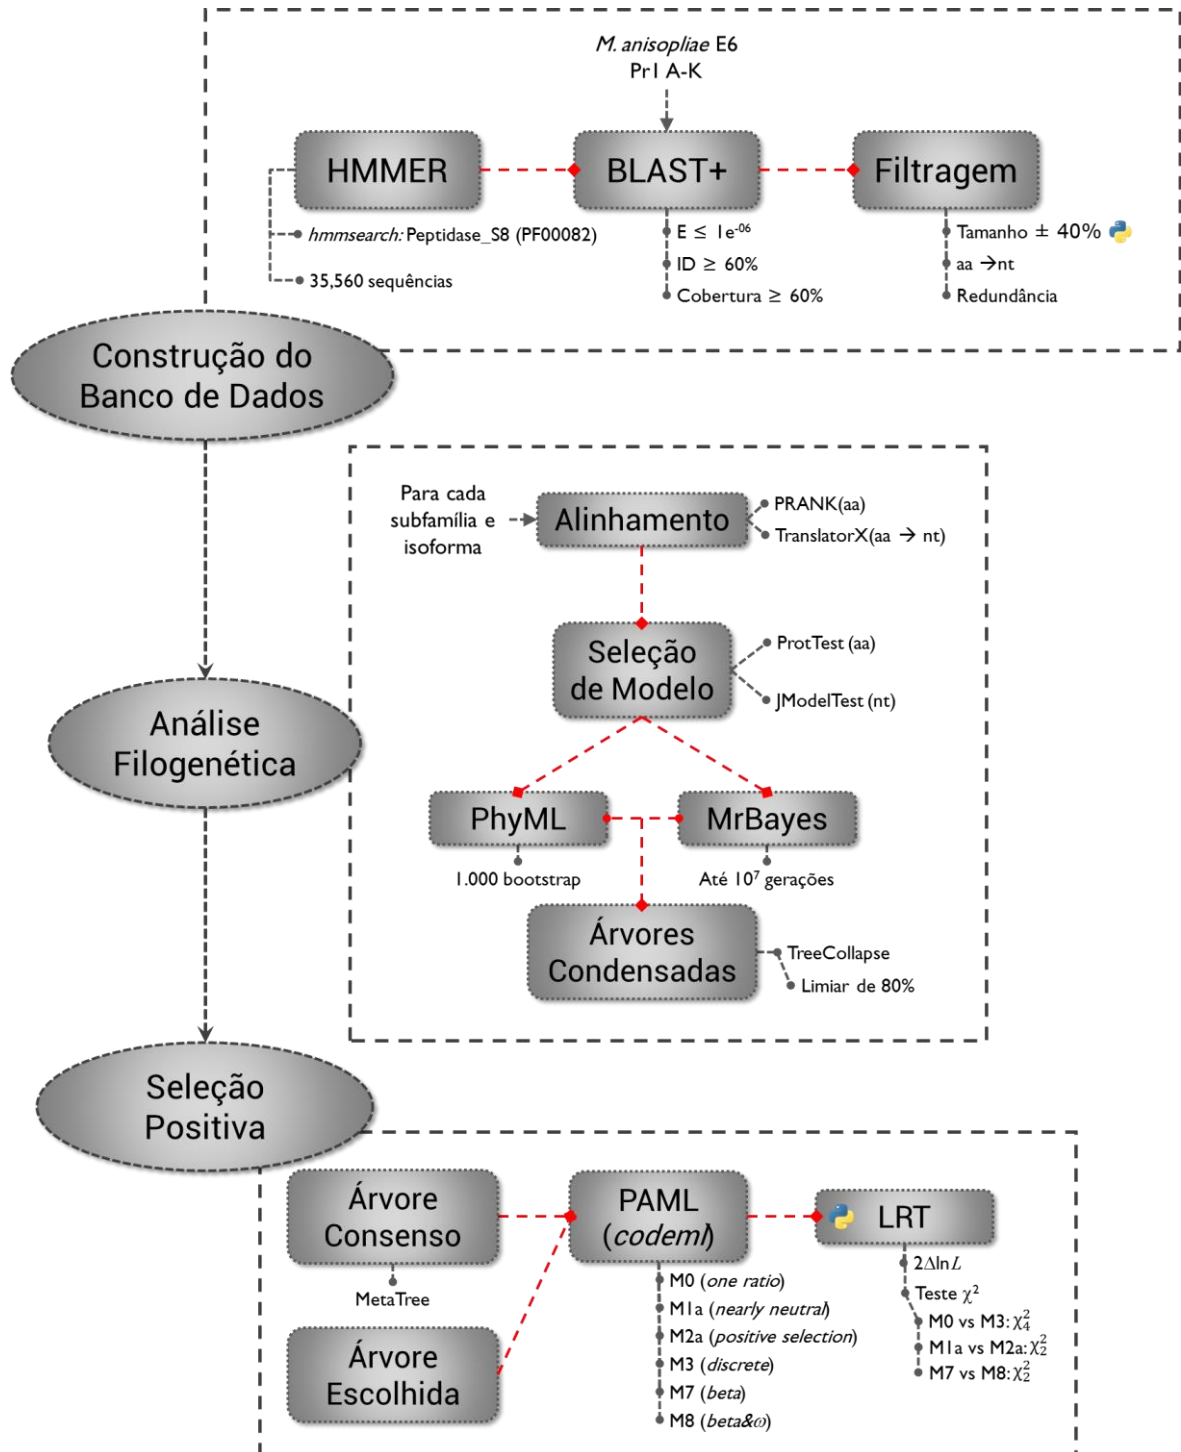 M. anisopliae E6
Pr1 A-K
HMMER
BLAST+
Filtragem
hmmsearch: Peptidase_S8 (PF00082)
35,560 sequências
E ≤ 1e⁻⁰⁶
ID ≥ 60%
Cobertura ≥ 60%
Tamanho ± 40%
aa → nt
Redundância
Construção do
Banco de Dados
Para cada
subfamília e
isoforma
Alinhamento
PRANK(aa)
TranslatorX(aa → nt)
Seleção
de Modelo
ProtTest (aa)
JModelTest (nt)
Análise
Filogenética
PhyML
MrBayes
1.000 bootstrap
Até 10⁷ gerações
Árvores
Condensadas
TreeCollapse
Limiar de 80%
Seleção
Positiva
Árvore
Consenso
MetaTree
Árvore
Escolhida
PAML
(codeml)
M0 (one ratio)
M1a (nearly neutral)
M2a (positive selection)
M3 (discrete)
M7 (beta)
M8 (beta&ω)
LRT
2ΔlnL
Teste χ²
M0 vs M3: χ²₄
M1a vs M2a: χ²₂
M7 vs M8: χ²₂